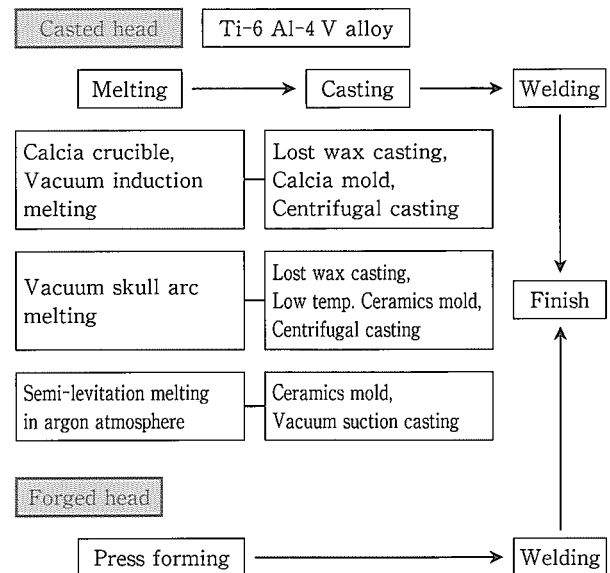 Casted head
Ti-6 Al-4 V alloy
Melting
Casting
Welding
Calcia crucible,
Vacuum induction
melting
Lost wax casting,
Calcia mold,
Centrifugal casting
Vacuum skull arc
melting
Lost wax casting,
Low temp. Ceramics mold,
Centrifugal casting
Finish
Semi-levitation melting
in argon atmosphere
Ceramics mold,
Vacuum suction casting
Forged head
Press forming
Welding